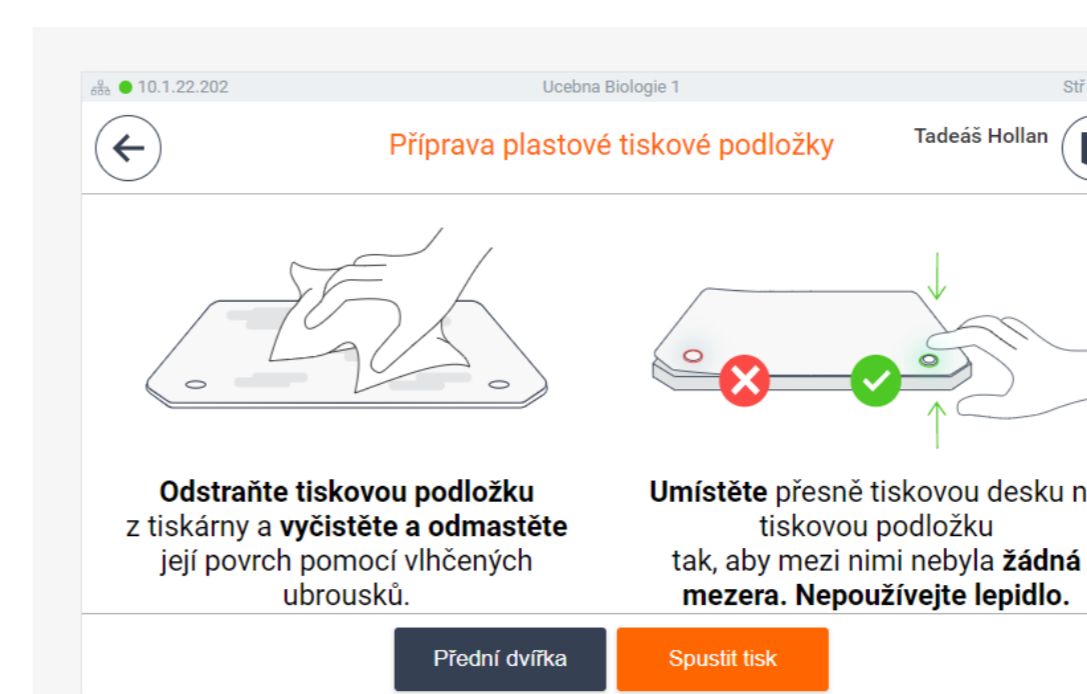 10.1.22.202 Ucebna Biologie 1 Stř
Příprava plastové tiskové podložky Tadeáš Hollan
Odstraňte tiskovou podložku
z tiskárny a vyčistěte a odmastěte
její povrch pomocí vlhčených
ubrousků.
Umístěte přesně tiskovou desku n
tiskovou podložku
tak, aby mezi nimi nebyla žádná
mezera. Nepoužívejte lepidlo.
Přední dvířka Spustit tisk